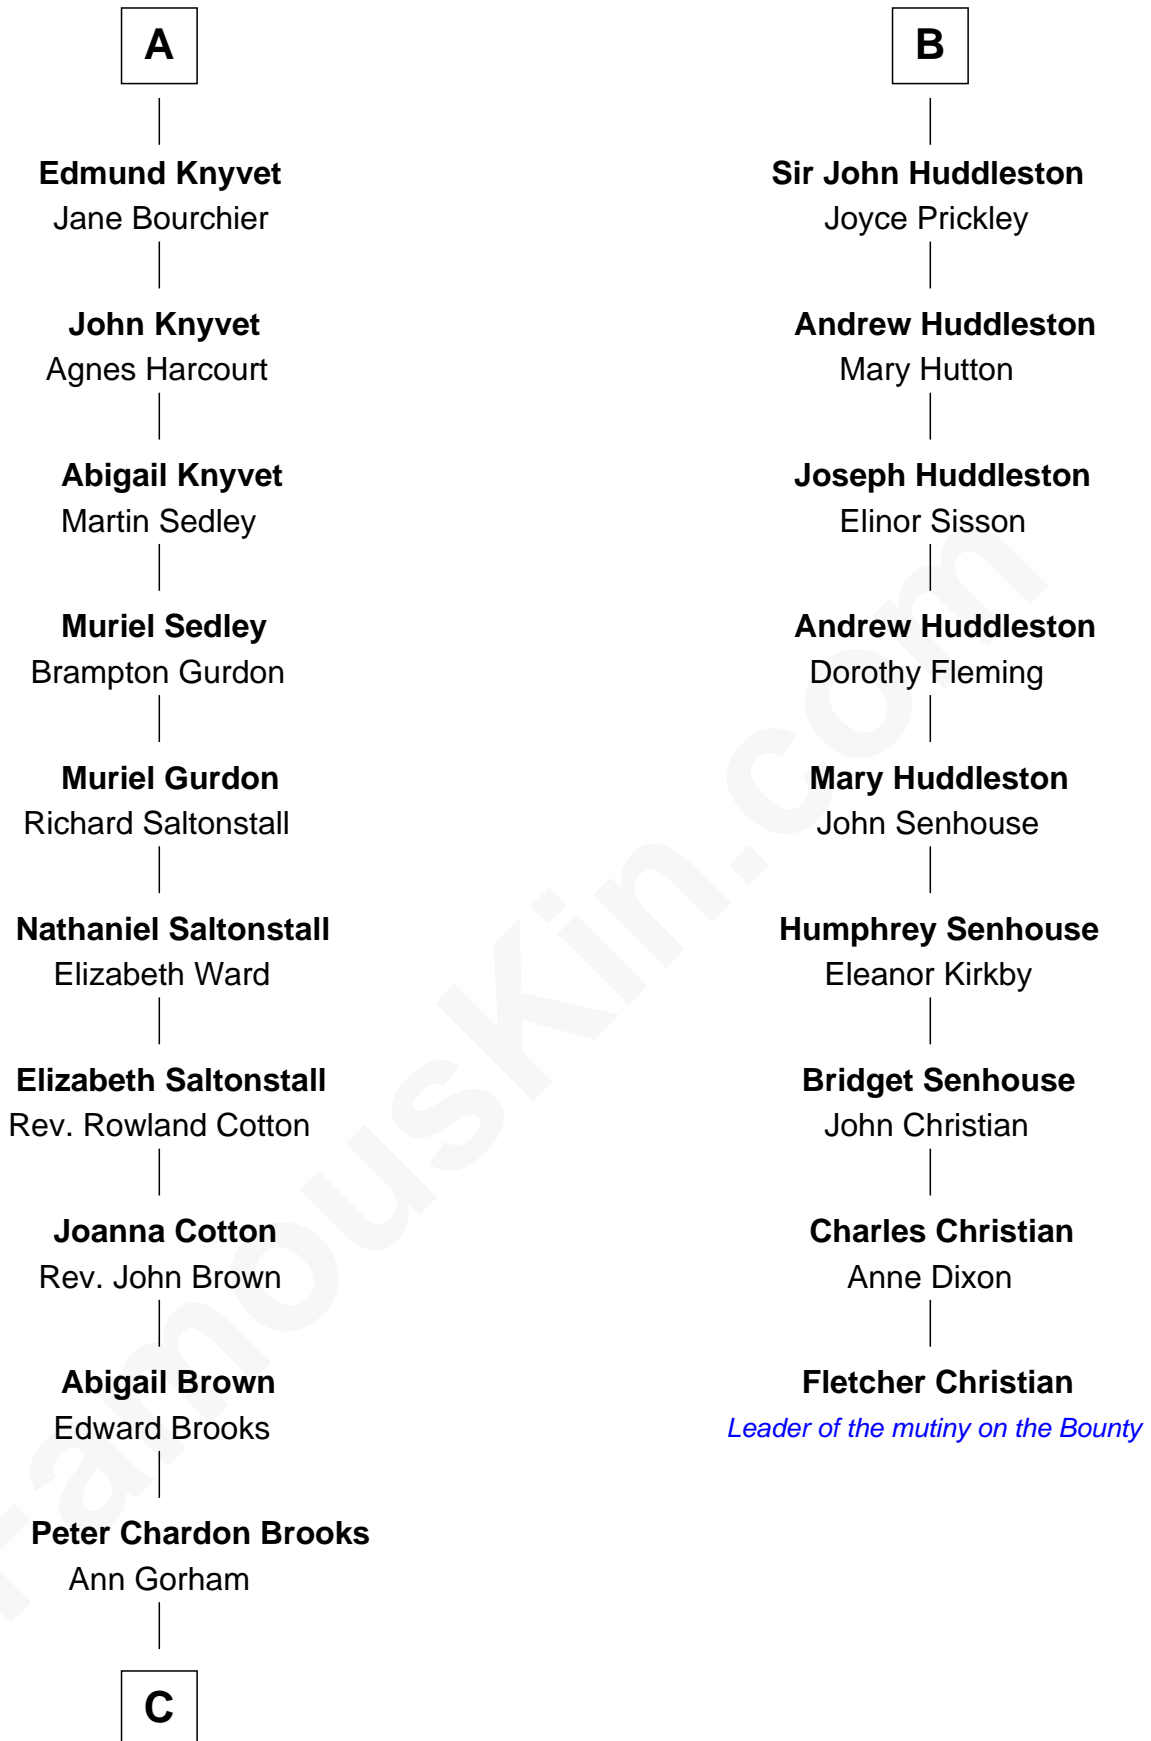 A
Edmund Knyvet
Jane Bourchier
John Knyvet
Agnes Harcourt
Abigail Knyvet
Martin Sedley
Muriel Sedley
Brampton Gurdon
Muriel Gurdon
Richard Saltonstall
Nathaniel Saltonstall
Elizabeth Ward
Elizabeth Saltonstall
Rev. Rowland Cotton
Joanna Cotton
Rev. John Brown
Abigail Brown
Edward Brooks
Peter Chardon Brooks
Ann Gorham
C
B
Sir John Huddleston
Joyce Prickley
Andrew Huddleston
Mary Hutton
Joseph Huddleston
Elinor Sisson
Andrew Huddleston
Dorothy Fleming
Mary Huddleston
John Senhouse
Humphrey Senhouse
Eleanor Kirkby
Bridget Senhouse
John Christian
Charles Christian
Anne Dixon
Fletcher Christian
Leader of the mutiny on the Bounty
FamousKin.com